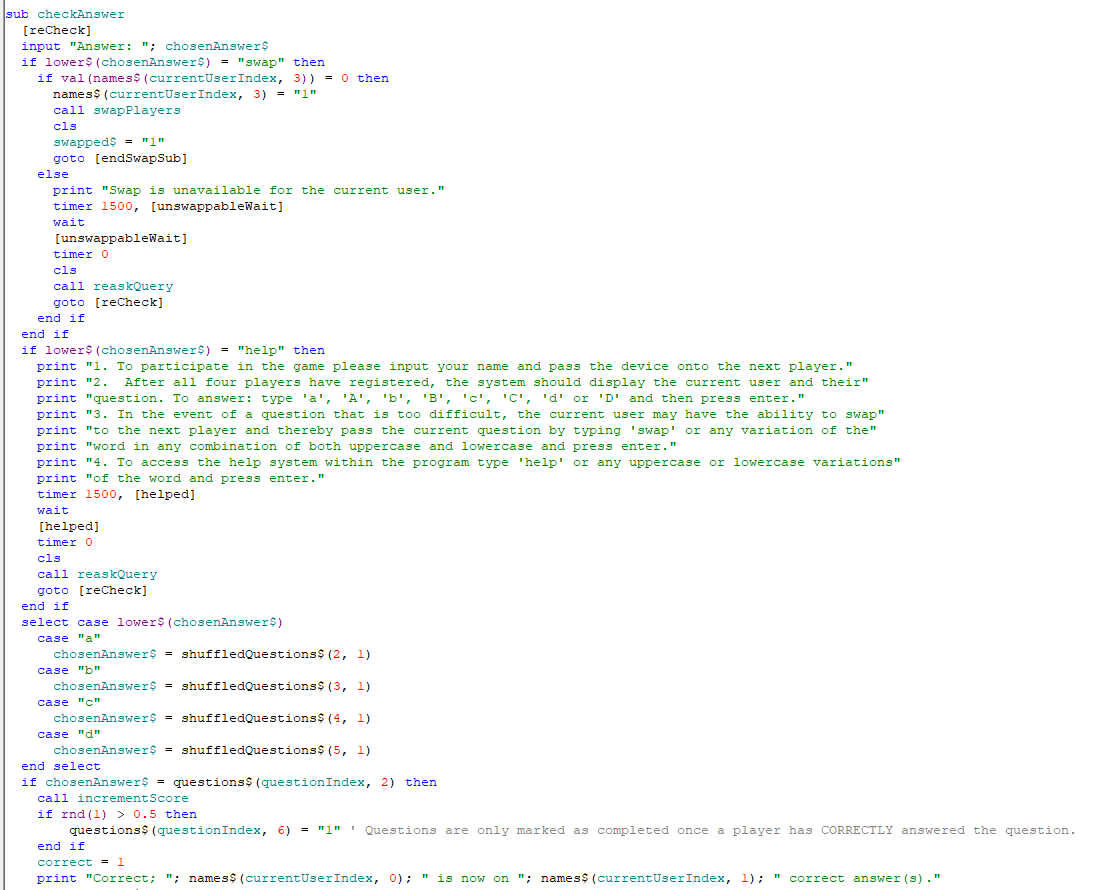 sub checkAnswer
[reCheck]
input "Answer: "; chosenAnswer$
if lower$(chosenAnswer$) = "swap" then
if val(names$(currentUserIndex, 3)) = 0 then
names$(currentUserIndex, 3) = "1"
call swapPlayers
cls
swapped$ = "1"
goto [endSwapSub]
else
print "Swap is unavailable for the current user."
timer 1500, [unswappableWait]
wait
[unswappableWait]
timer 0
cls
call reaskQuery
goto [reCheck]
end if
end if
if lower$(chosenAnswer$) = "help" then
print "1. To participate in the game please input your name and pass the device onto the next player."
print "2.  After all four players have registered, the system should display the current user and their"
print "question. To answer: type 'a', 'A', 'b', 'B', 'c', 'C', 'd' or 'D' and then press enter."
print "3. In the event of a question that is too difficult, the current user may have the ability to swap"
print "to the next player and thereby pass the current question by typing 'swap' or any variation of the"
print "word in any combination of both uppercase and lowercase and press enter."
print "4. To access the help system within the program type 'help' or any uppercase or lowercase variations"
print "of the word and press enter."
timer 1500, [helped]
wait
[helped]
timer 0
cls
call reaskQuery
goto [reCheck]
end if
select case lower$(chosenAnswer$)
case "a"
chosenAnswer$ = shuffledQuestions$(2, 1)
case "b"
chosenAnswer$ = shuffledQuestions$(3, 1)
case "c"
chosenAnswer$ = shuffledQuestions$(4, 1)
case "d"
chosenAnswer$ = shuffledQuestions$(5, 1)
end select
if chosenAnswer$ = questions$(questionIndex, 2) then
call incrementScore
if rnd(1) > 0.5 then
questions$(questionIndex, 6) = "1" ' Questions are only marked as completed once a player has CORRECTLY answered the question.
end if
correct = 1
print "Correct; "; names$(currentUserIndex, 0); " is now on "; names$(currentUserIndex, 1); " correct answer(s)."